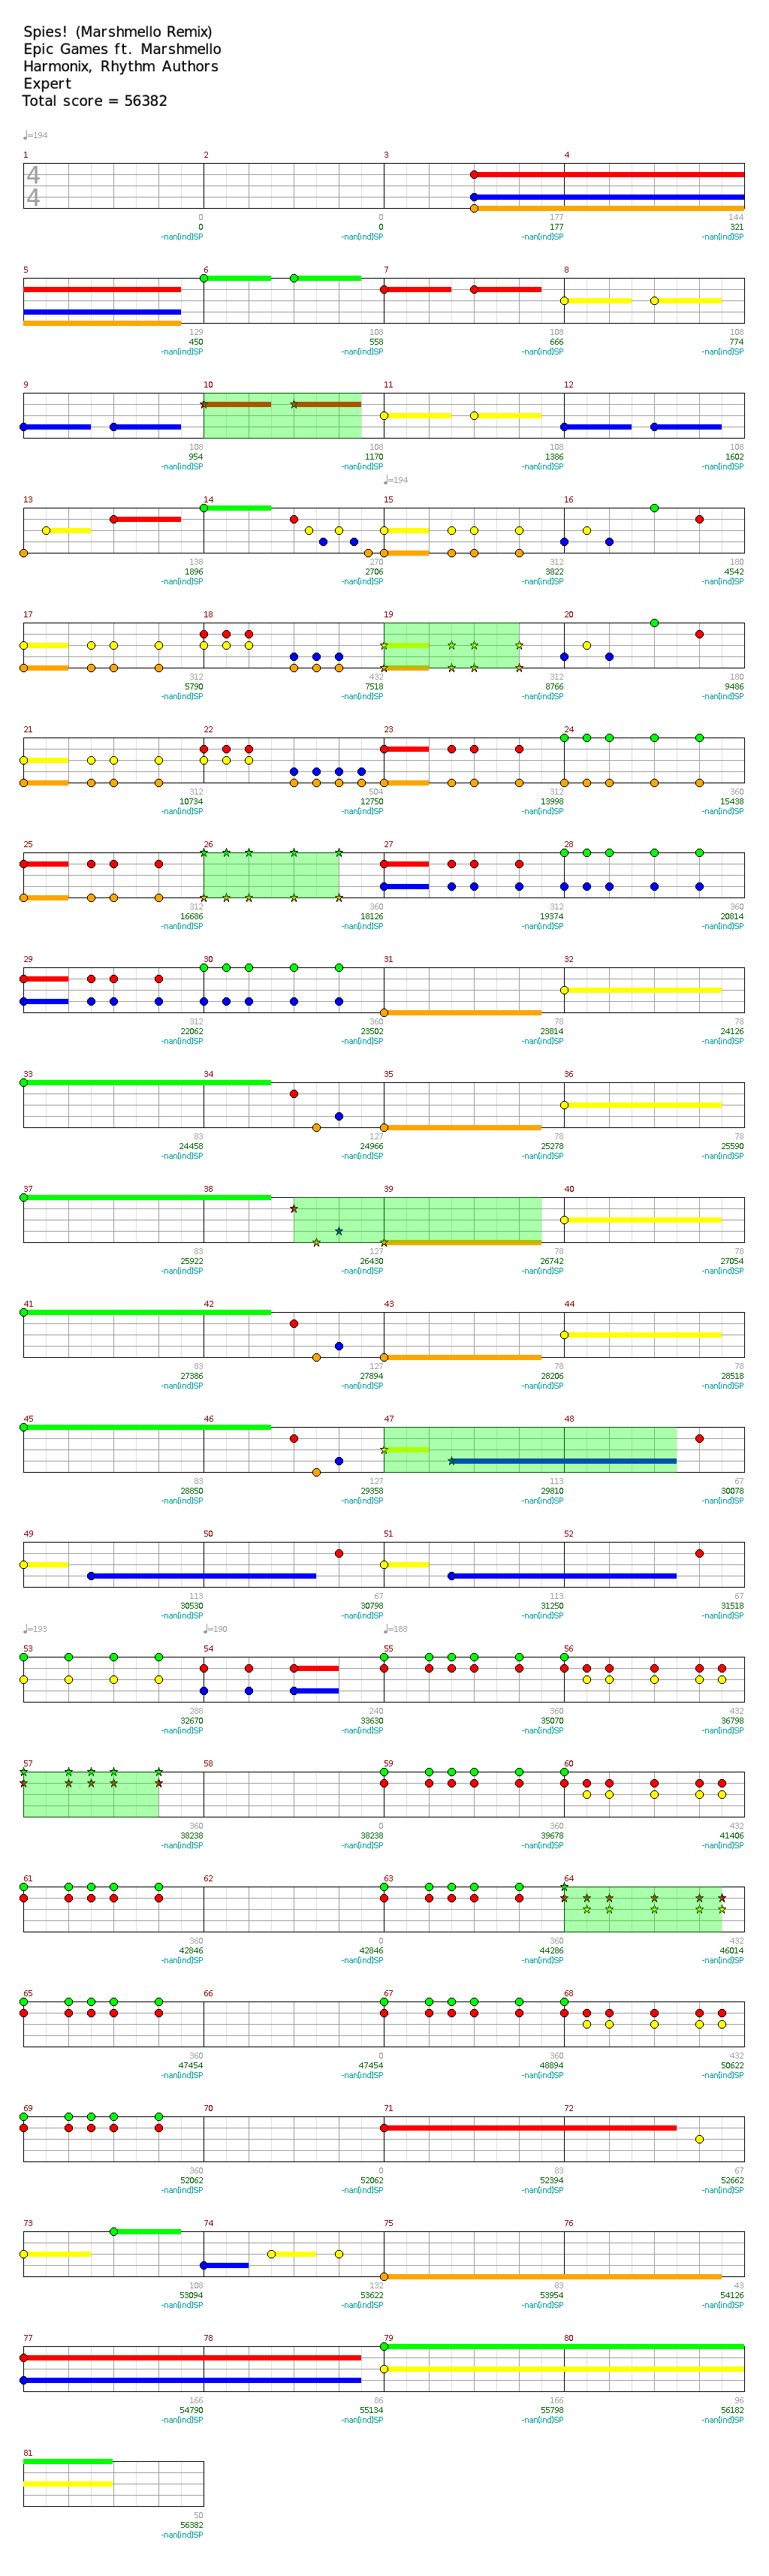 Spies! (Marshmello Remix)
Epic Games ft. Marshmello
Harmonix, Rhythm Authors
Expert
Total score = 56382
♩=194
1 2 3 4
4
4
0 0 177 144
0 0 177 321
-nan(ind)SP -nan(ind)SP -nan(ind)SP -nan(ind)SP
5 6 7 8
129 108 108 108
450 558 666 774
-nan(ind)SP -nan(ind)SP -nan(ind)SP -nan(ind)SP
9 10 11 12
108 108 108 108
954 1170 1386 1602
-nan(ind)SP -nan(ind)SP -nan(ind)SP -nan(ind)SP
♩=194
13 14 15 16
138 270 312 180
1896 2706 3822 4542
-nan(ind)SP -nan(ind)SP -nan(ind)SP -nan(ind)SP
17 18 19 20
312 432 312 180
5790 7518 8766 9486
-nan(ind)SP -nan(ind)SP -nan(ind)SP -nan(ind)SP
21 22 23 24
312 504 312 360
10734 12750 13998 15438
-nan(ind)SP -nan(ind)SP -nan(ind)SP -nan(ind)SP
25 26 27 28
312 360 312 360
16686 18126 19374 20814
-nan(ind)SP -nan(ind)SP -nan(ind)SP -nan(ind)SP
29 30 31 32
312 360 78 78
22062 23502 23814 24126
-nan(ind)SP -nan(ind)SP -nan(ind)SP -nan(ind)SP
33 34 35 36
83 127 78 78
24458 24966 25278 25590
-nan(ind)SP -nan(ind)SP -nan(ind)SP -nan(ind)SP
37 38 39 40
83 127 78 78
25922 26430 26742 27054
-nan(ind)SP -nan(ind)SP -nan(ind)SP -nan(ind)SP
41 42 43 44
83 127 78 78
27386 27894 28206 28518
-nan(ind)SP -nan(ind)SP -nan(ind)SP -nan(ind)SP
45 46 47 48
83 127 113 67
28850 29358 29810 30078
-nan(ind)SP -nan(ind)SP -nan(ind)SP -nan(ind)SP
49 50 51 52
113 67 113 67
30530 30798 31250 31518
-nan(ind)SP -nan(ind)SP -nan(ind)SP -nan(ind)SP
♩=193 ♩=190 ♩=188
53 54 55 56
288 240 360 432
32670 33630 35070 36798
-nan(ind)SP -nan(ind)SP -nan(ind)SP -nan(ind)SP
57 58 59 60
360 0 360 432
38238 38238 39678 41406
-nan(ind)SP -nan(ind)SP -nan(ind)SP -nan(ind)SP
61 62 63 64
360 0 360 432
42846 42846 44286 46014
-nan(ind)SP -nan(ind)SP -nan(ind)SP -nan(ind)SP
65 66 67 68
360 0 360 432
47454 47454 48894 50622
-nan(ind)SP -nan(ind)SP -nan(ind)SP -nan(ind)SP
69 70 71 72
360 0 83 67
52062 52062 52394 52662
-nan(ind)SP -nan(ind)SP -nan(ind)SP -nan(ind)SP
73 74 75 76
108 132 83 43
53094 53622 53954 54126
-nan(ind)SP -nan(ind)SP -nan(ind)SP -nan(ind)SP
77 78 79 80
166 86 166 96
54790 55134 55798 56182
-nan(ind)SP -nan(ind)SP -nan(ind)SP -nan(ind)SP
81
50
56382
-nan(ind)SP